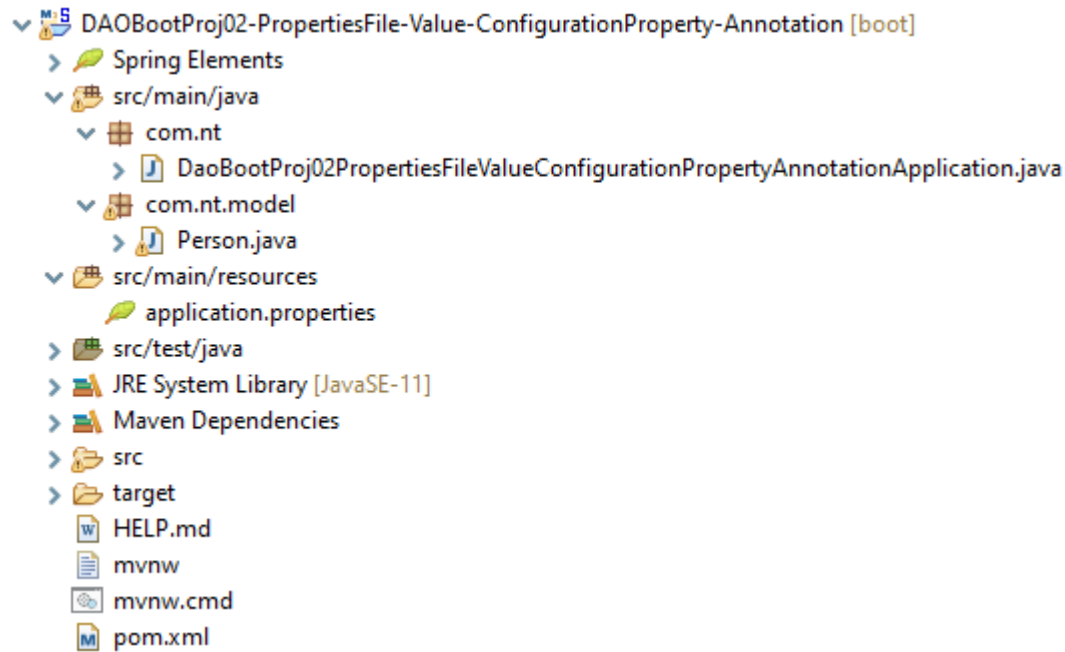 DAOBootProj02-PropertiesFile-Value-ConfigurationProperty-Annotation [boot]
Spring Elements
src/main/java
com.nt
DaoBootProj02PropertiesFileValueConfigurationPropertyAnnotationApplication.java
com.nt.model
Person.java
src/main/resources
application.properties
src/test/java
JRE System Library [JavaSE-11]
Maven Dependencies
src
target
HELP.md
mvnw
mvnw.cmd
pom.xml